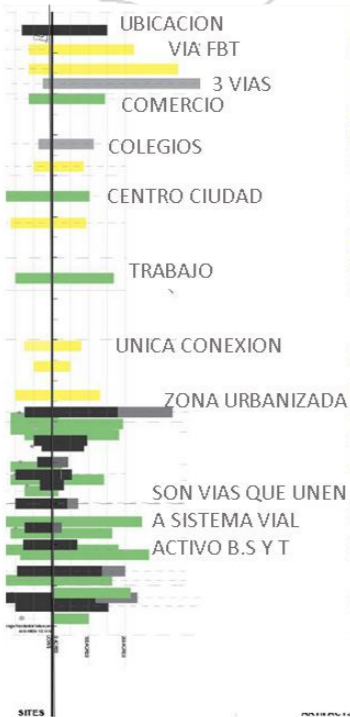 UBICACION
VIA FBT
3 VIAS
COMERCIO
COLEGIOS
CENTRO CIUDAD
TRABAJO
UNICA CONEXION
ZONA URBANIZADA
SON VIAS QUE UNEN
A SISTEMA VIAL
ACTIVO B.S Y T
SITES